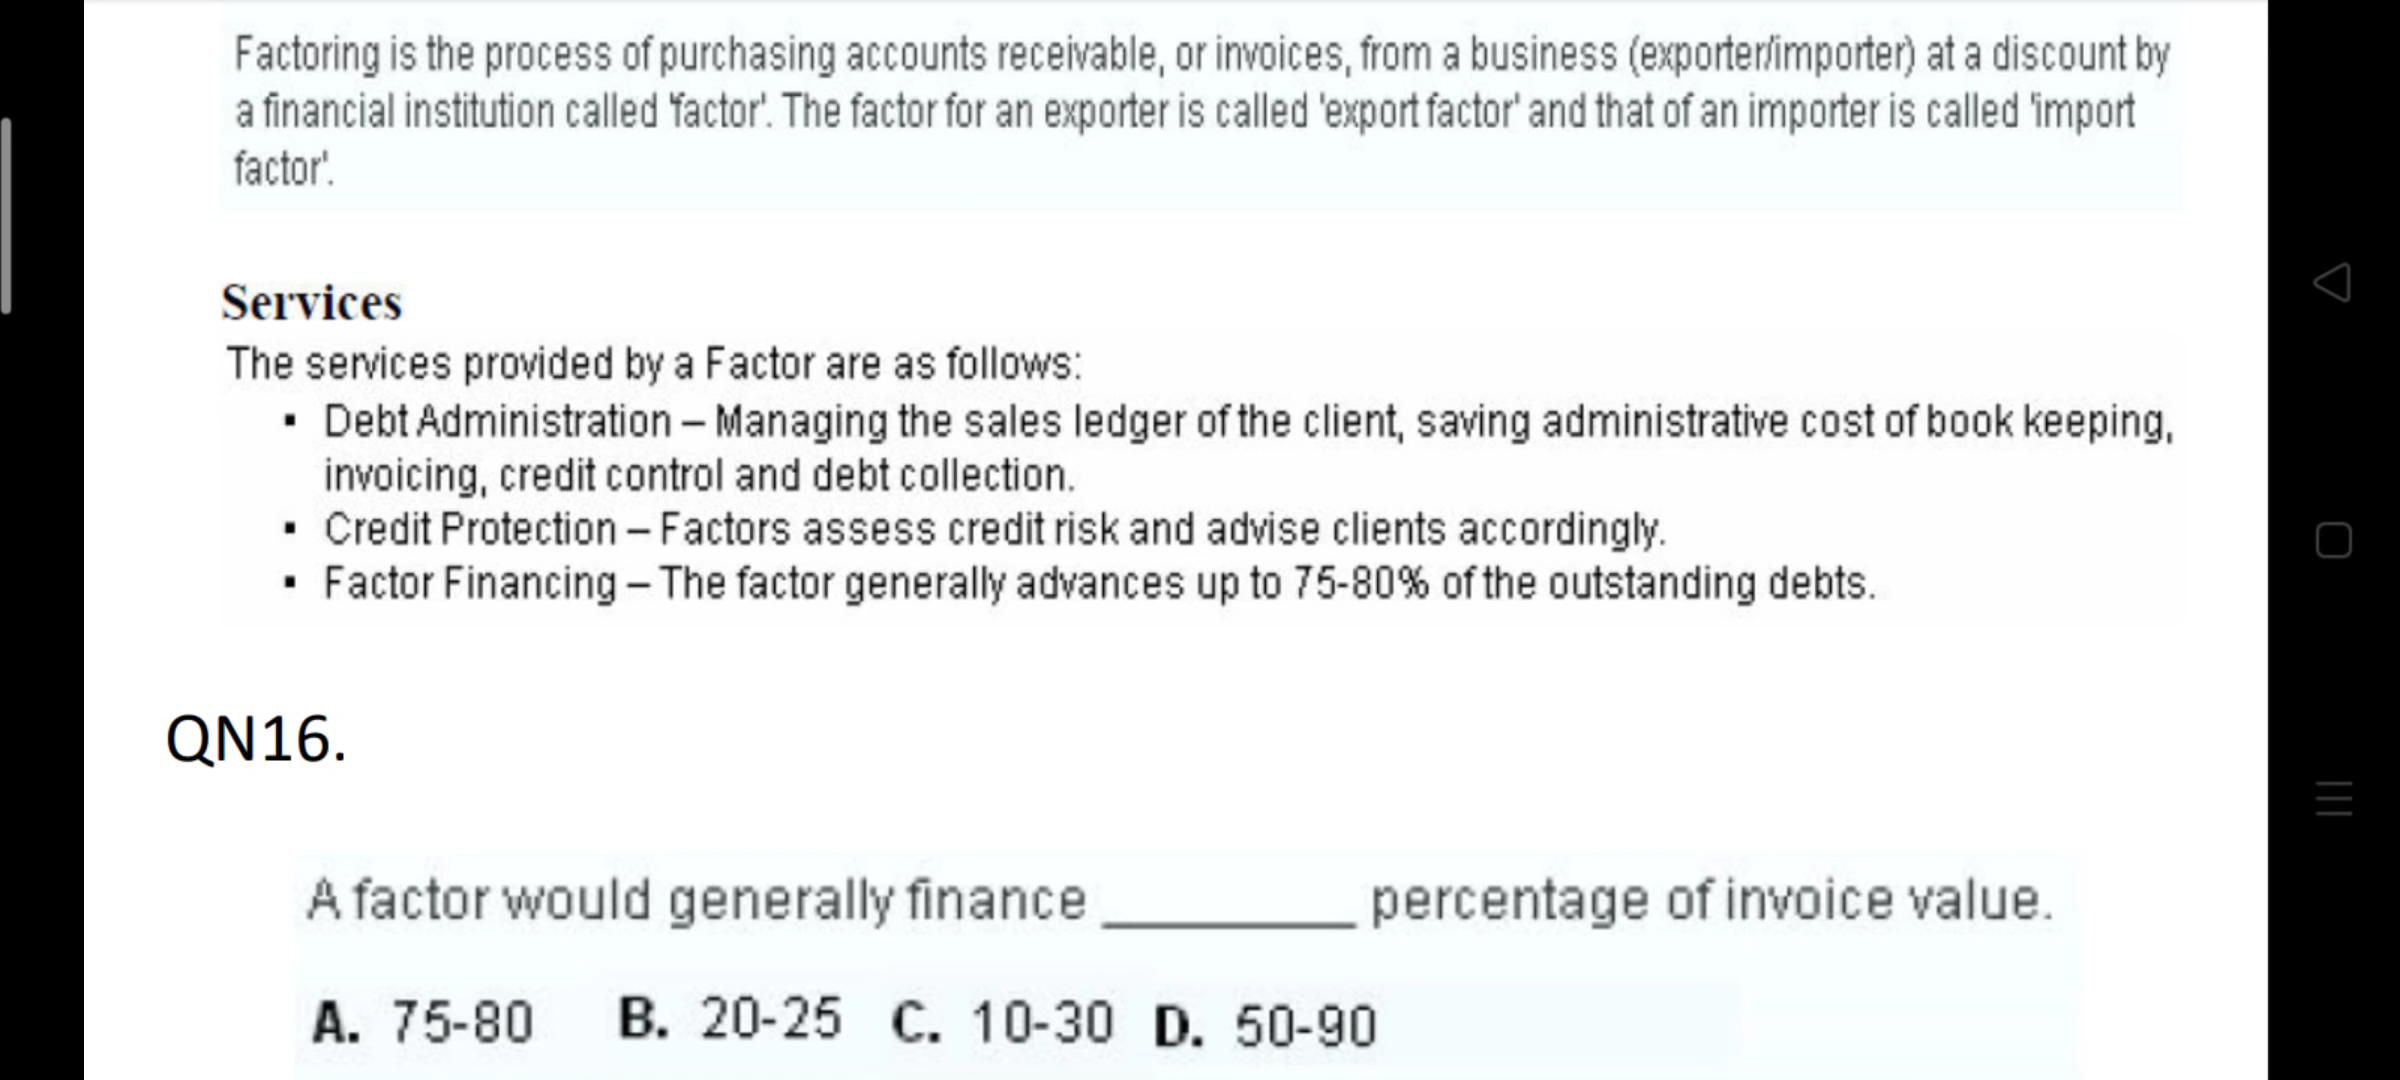 Factoring is the process of purchasing accounts receivable, or invoices, from a business (exporter/importer) at a discount by
a financial institution called 'factor'. The factor for an exporter is called 'export factor' and that of an importer is called 'import
factor'.
Services
The services provided by a Factor are as follows:
▪ Debt Administration – Managing the sales ledger of the client, saving administrative cost of book keeping,
invoicing, credit control and debt collection.
▪ Credit Protection – Factors assess credit risk and advise clients accordingly.
▪ Factor Financing – The factor generally advances up to 75-80% of the outstanding debts.
QN16.
A factor would generally finance _________ percentage of invoice value.
A. 75-80 B. 20-25 C. 10-30 D. 50-90